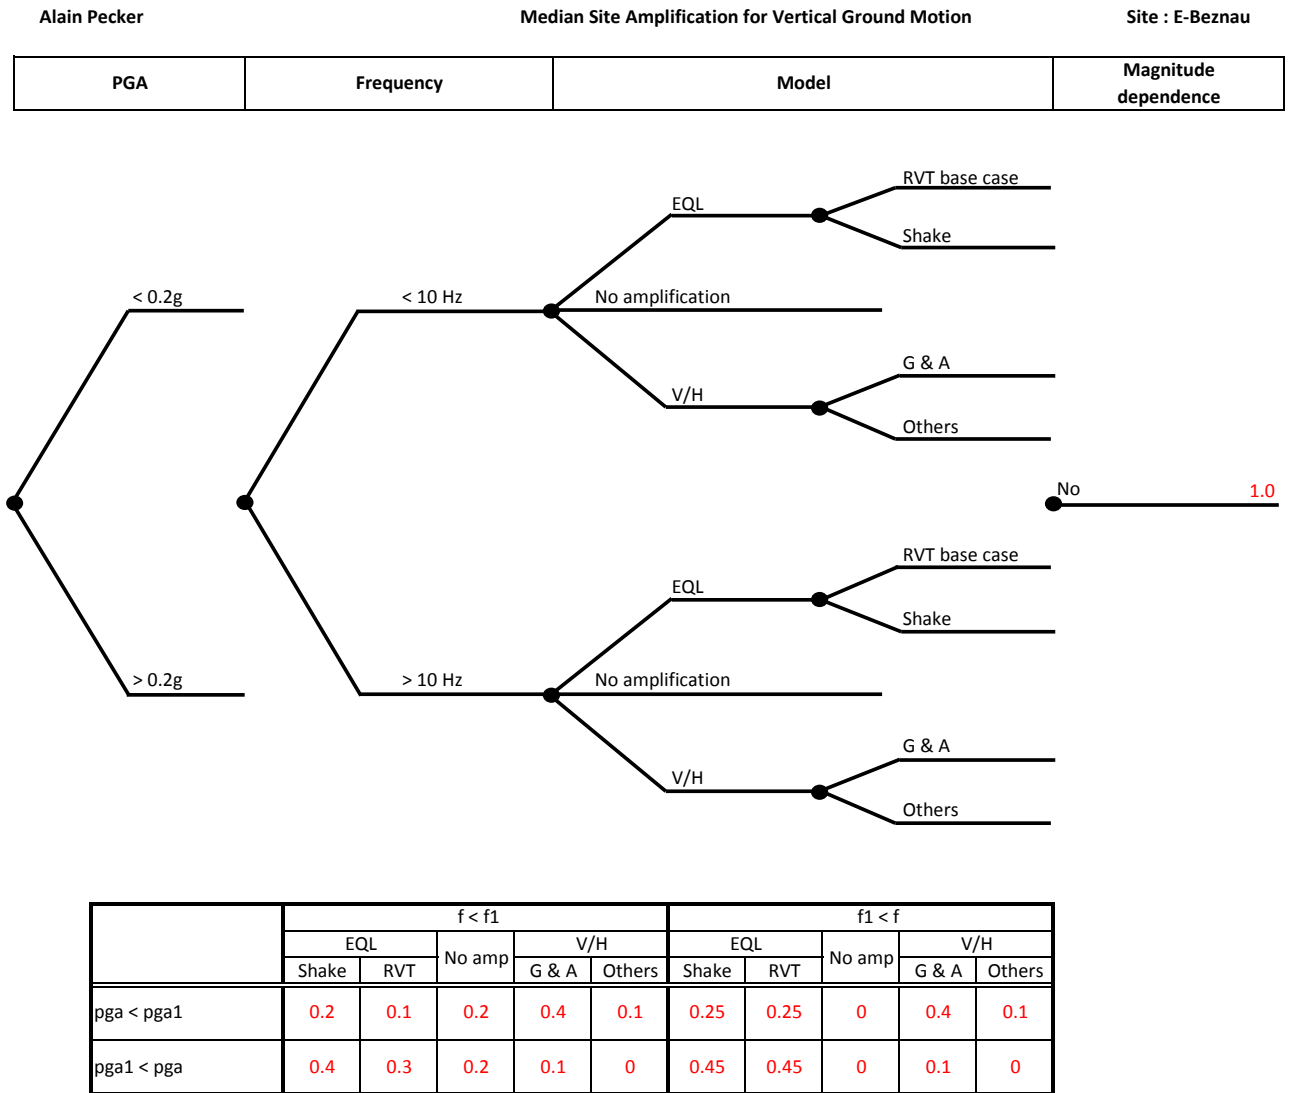 Alain Pecker Median Site Amplification for Vertical Ground Motion Site : E-Beznau
PGA Frequency Model Magnitude dependence
RVT base case
EQL
Shake
< 0.2g < 10 Hz No amplification
G & A
V/H
Others
No 1.0
RVT base case
EQL
Shake
> 0.2g > 10 Hz No amplification
G & A
V/H
Others
f < f1 f1 < f
EQL No amp V/H EQL No amp V/H
Shake RVT G & A Others Shake RVT G & A Others
pga < pga1 0.2 0.1 0.2 0.4 0.1 0.25 0.25 0 0.4 0.1
pga1 < pga 0.4 0.3 0.2 0.1 0 0.45 0.45 0 0.1 0